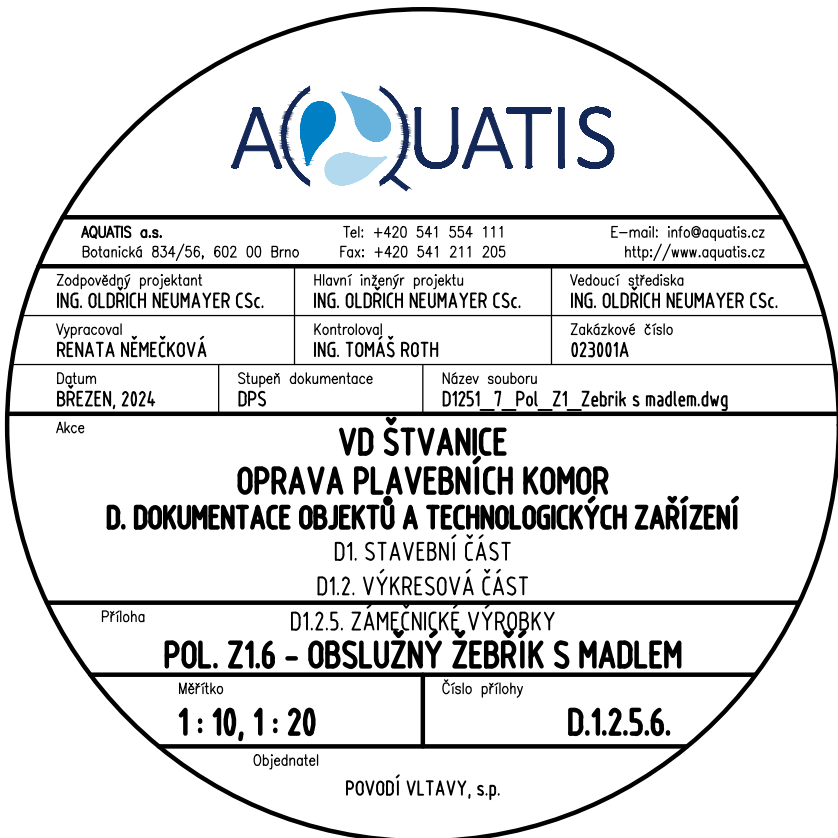 AQUATIS
AQUATIS a.s. Tel: +420 541 554 111 E-mail: info@aquatis.cz
Botanická 834/56, 602 00 Brno Fax: +420 541 211 205 http://www.aquatis.cz
Zodpovědný projektant Hlavní inženýr projektu Vedoucí střediska
ING. OLDŘICH NEUMAYER CSc. ING. OLDŘICH NEUMAYER CSc. ING. OLDŘICH NEUMAYER CSc.
Vypracoval Kontroloval Zakázkové číslo
RENATA NĚMEČKOVÁ ING. TOMÁŠ ROTH 023001A
Datum Stupeň dokumentace Název souboru
BŘEZEN, 2024 DPS D1251_7_Pol_Z1_Zebrik s madlem.dwg
Akce
VD ŠTVANICE
OPRAVA PLAVEBNÍCH KOMOR
D. DOKUMENTACE OBJEKTŮ A TECHNOLOGICKÝCH ZAŘÍZENÍ
D1. STAVEBNÍ ČÁST
D1.2. VÝKRESOVÁ ČÁST
Příloha D1.2.5. ZÁMEČNICKÉ VÝROBKY
POL. Z1.6 - OBSLUŽNÝ ŽEBŘÍK S MADLEM
Měřítko Číslo přílohy
1 : 10, 1 : 20 D.1.2.5.6.
Objednatel
POVODÍ VLTAVY, s.p.